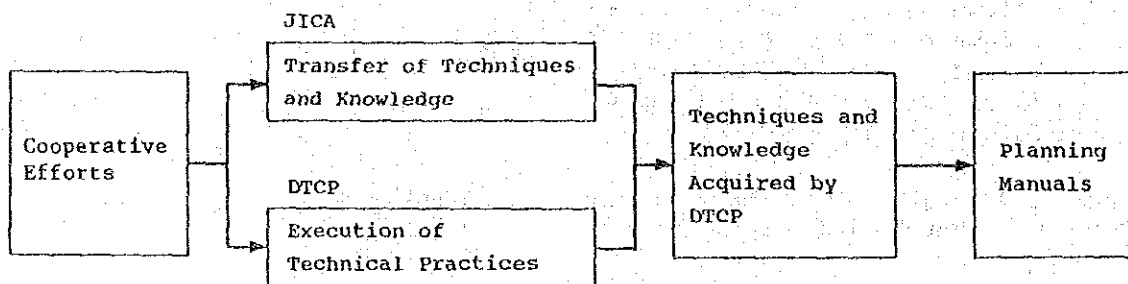 JICA
Transfer of Techniques
and Knowledge
Cooperative
Efforts
DTCP
Execution of
Technical Practices
Techniques and
Knowledge
Acquired by
DTCP
Planning
Manuals